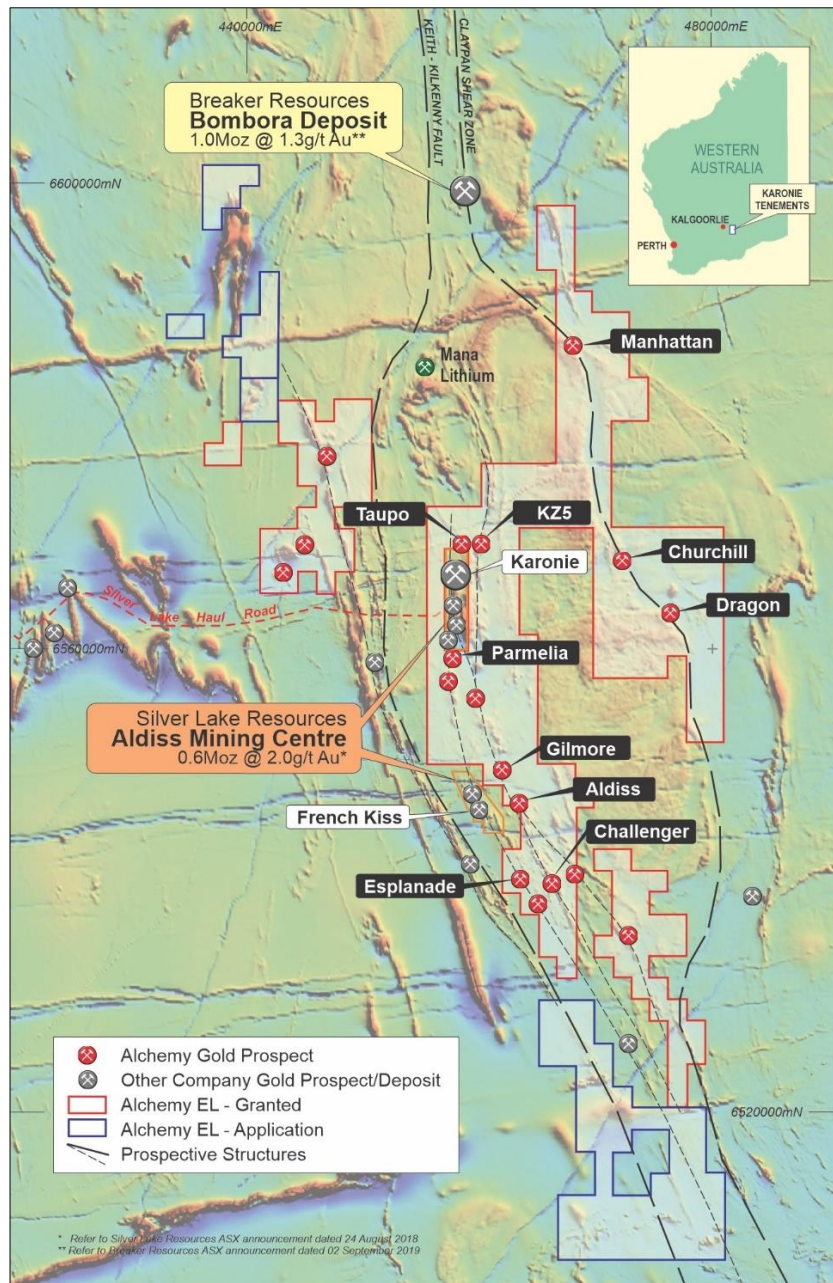 440000mE
480000mE
KEITH - KILKENNY FAULT
CLAYPAN SHEAR ZONE
Breaker Resources
Bombora Deposit
1.0Moz @ 1.3g/t Au**
6600000mN
WESTERN
AUSTRALIA
KARONIE
TENEMENTS
KALGOORLIE
PERTH
Manhattan
Mana
Lithium
Taupo
KZ5
Karonie
Churchill
Dragon
Silver Lake Haul Road
6560000mN
Parmelia
Silver Lake Resources
Aldiss Mining Centre
0.6Moz @ 2.0g/t Au*
Gilmore
Aldiss
French Kiss
Challenger
Esplanade
Alchemy Gold Prospect
Other Company Gold Prospect/Deposit
Alchemy EL - Granted
Alchemy EL - Application
Prospective Structures
6520000mN
* Refer to Silver Lake Resources ASX announcement dated 24 August 2018
** Refer to Breaker Resources ASX announcement dated 02 September 2019